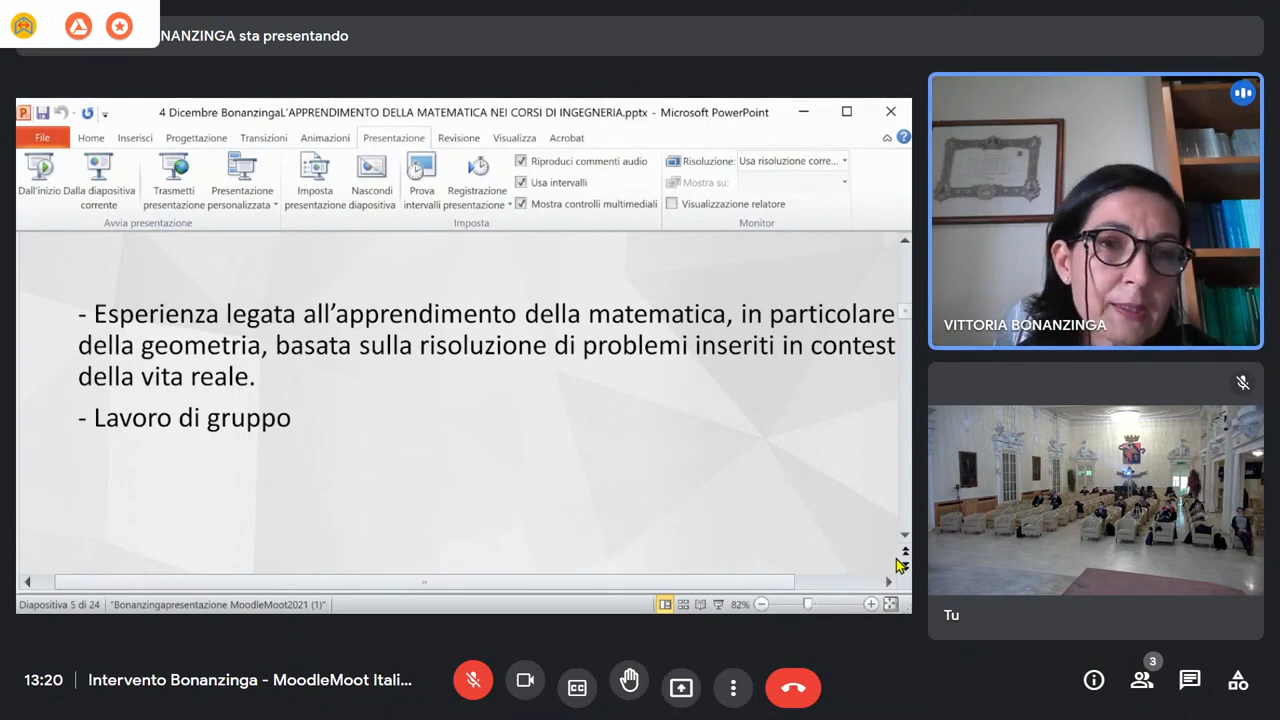 NANZINGA sta presentando
4 Dicembre BonanzingaL'APPRENDIMENTO DELLA MATEMATICA NEI CORSI DI INGEGNERIA.pptx - Microsoft PowerPoint
File Home Inserisci Progettazione Transizioni Animazioni Presentazione Revisione Visualizza Acrobat
Dall'inizio
Dalla diapositiva corrente
Trasmetti presentazione
Presentazione personalizzata
Imposta presentazione
Nascondi diapositiva
Prova intervalli
Registrazione presentazione
Riproduci commenti audio
Usa intervalli
Mostra controlli multimediali
Risoluzione: Usa risoluzione corre...
Mostra su:
Visualizzazione relatore
Avvia presentazione Imposta Monitor
- Esperienza legata all'apprendimento della matematica, in particolare
della geometria, basata sulla risoluzione di problemi inseriti in contest
della vita reale.
- Lavoro di gruppo
Diapositiva 5 di 24 "Bonanzingapresentazione MoodleMoot2021 (1)" 82%
VITTORIA BONANZINGA
Tu
13:20 Intervento Bonanzinga - MoodleMoot Itali...
CC
3